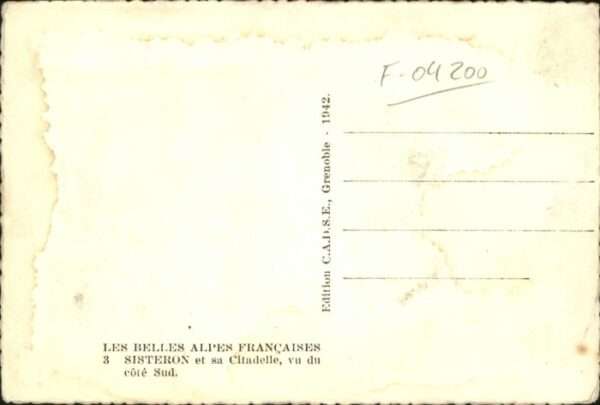 F-04200
Edition C.A.D.S.E., Grenoble - 1942.
LES BELLES ALPES FRANÇAISES
3 SISTERON et sa Citadelle, vu du
côté Sud.